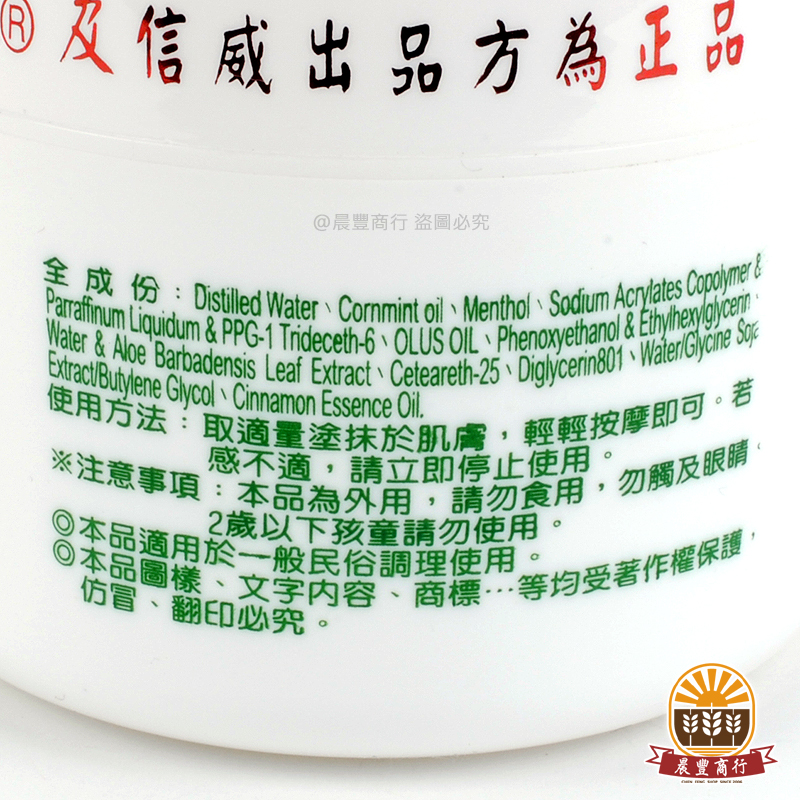 ® 及信威出品方為正品
@晨豐商行 盜圖必究
全成份：Distilled Water、Cornmint oil、Menthol、Sodium Acrylates Copolymer &
Parraffinum Liquidum & PPG-1 Trideceth-6、OLUS OIL、Phenoxyethanol & Ethylhexylglycerin、
Water & Aloe Barbadensis Leaf Extract、Ceteareth-25、Diglycerin801、Water/Glycine Soja
Extract/Butylene Glycol、Cinnamon Essence Oil.
使用方法：取適量塗抹於肌膚，輕輕按摩即可。若
感不適，請立即停止使用。
※注意事項：本品為外用，請勿食用，勿觸及眼睛。
2歲以下孩童請勿使用。
◎本品適用於一般民俗調理使用。
◎本品圖樣、文字內容、商標…等均受著作權保護，
仿冒、翻印必究。
晨豐商行
CHEN FENG SHOP SINCE 2006